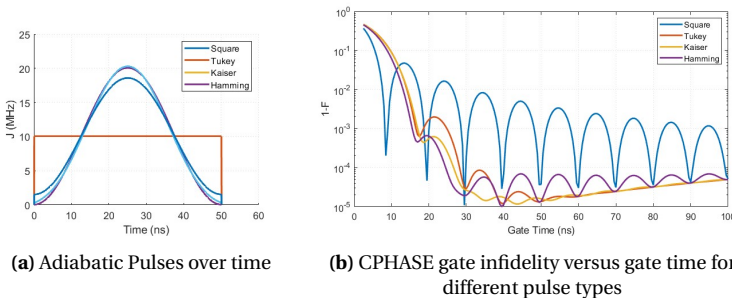 25
20
15
10
5
0
J (MHz)
0 10 20 30 40 50 60
Time (ns)
Square
Tukey
Kaiser
Hamming
(a) Adiabatic Pulses over time
10^0
10^-1
10^-2
10^-3
10^-4
10^-5
1-F
0 10 20 30 40 50 60 70 80 90 100
Gate Time (ns)
Square
Tukey
Kaiser
Hamming
(b) CPHASE gate infidelity versus gate time for
different pulse types